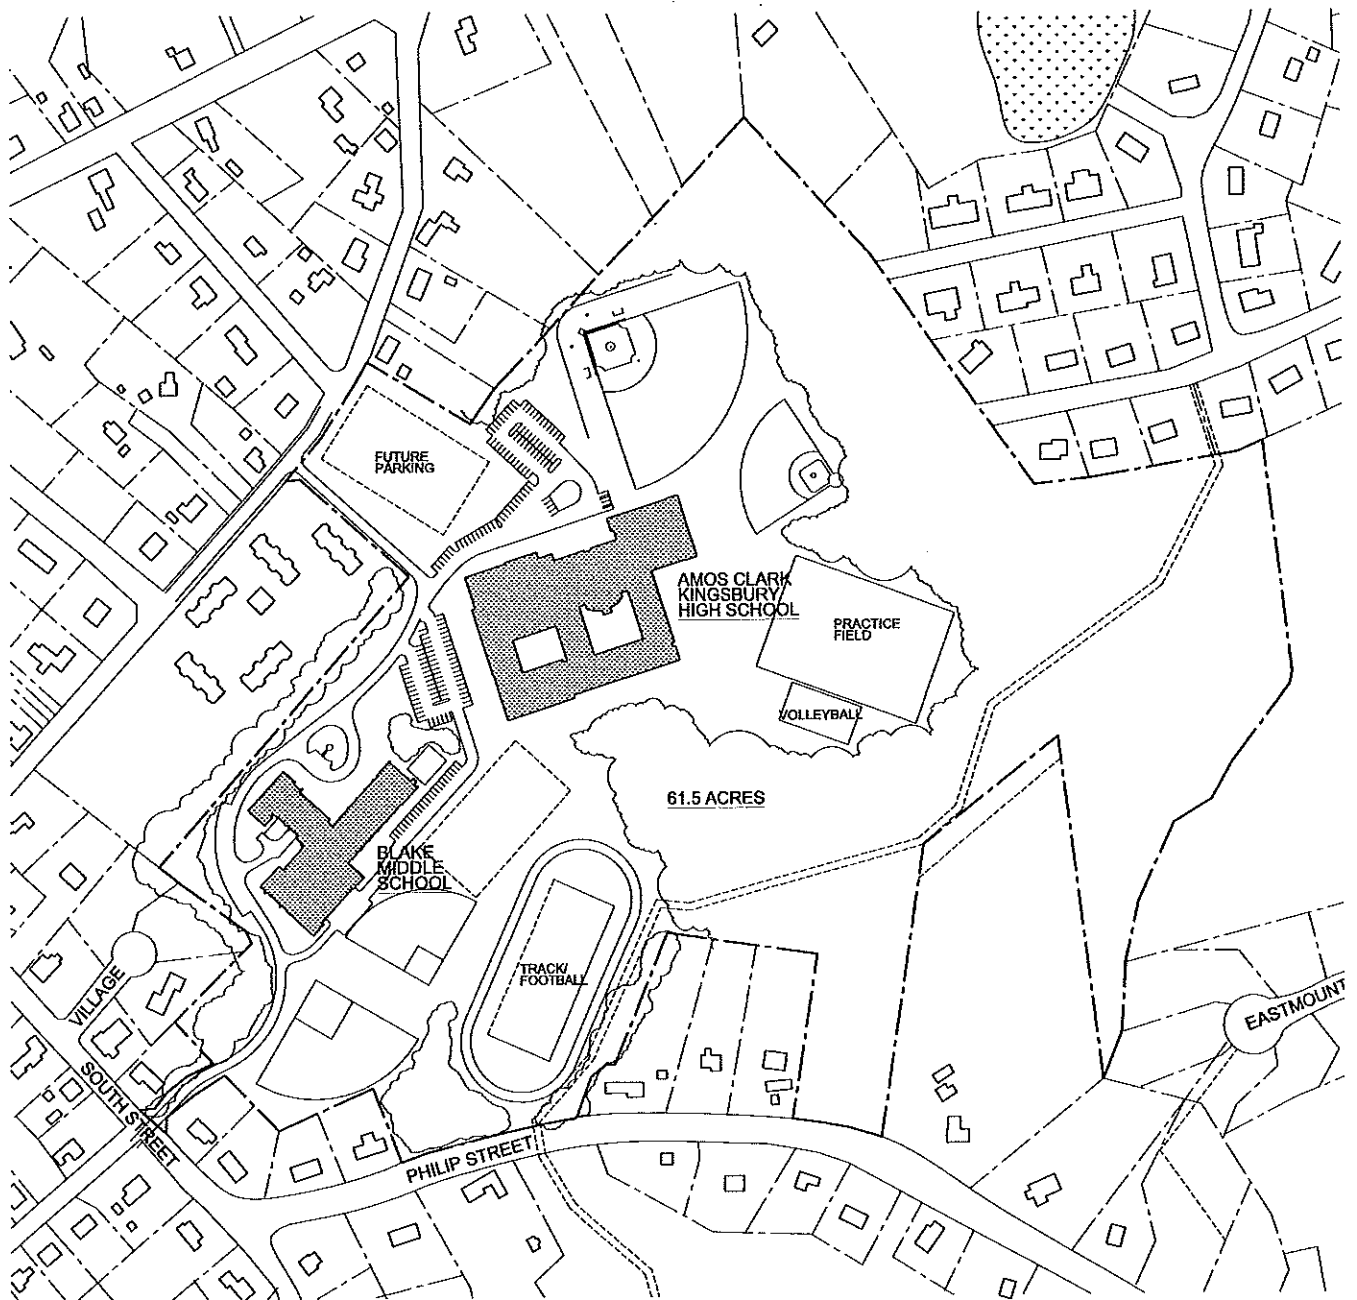 FUTURE
PARKING
AMOS CLARK
KINGSBURY
HIGH SCHOOL
PRACTICE
FIELD
VOLLEYBALL
61.5 ACRES
BLAKE
MIDDLE
SCHOOL
TRACK/
FOOTBALL
VILLAGE
EASTMOUNT
SOUTH STREET
PHILIP STREET